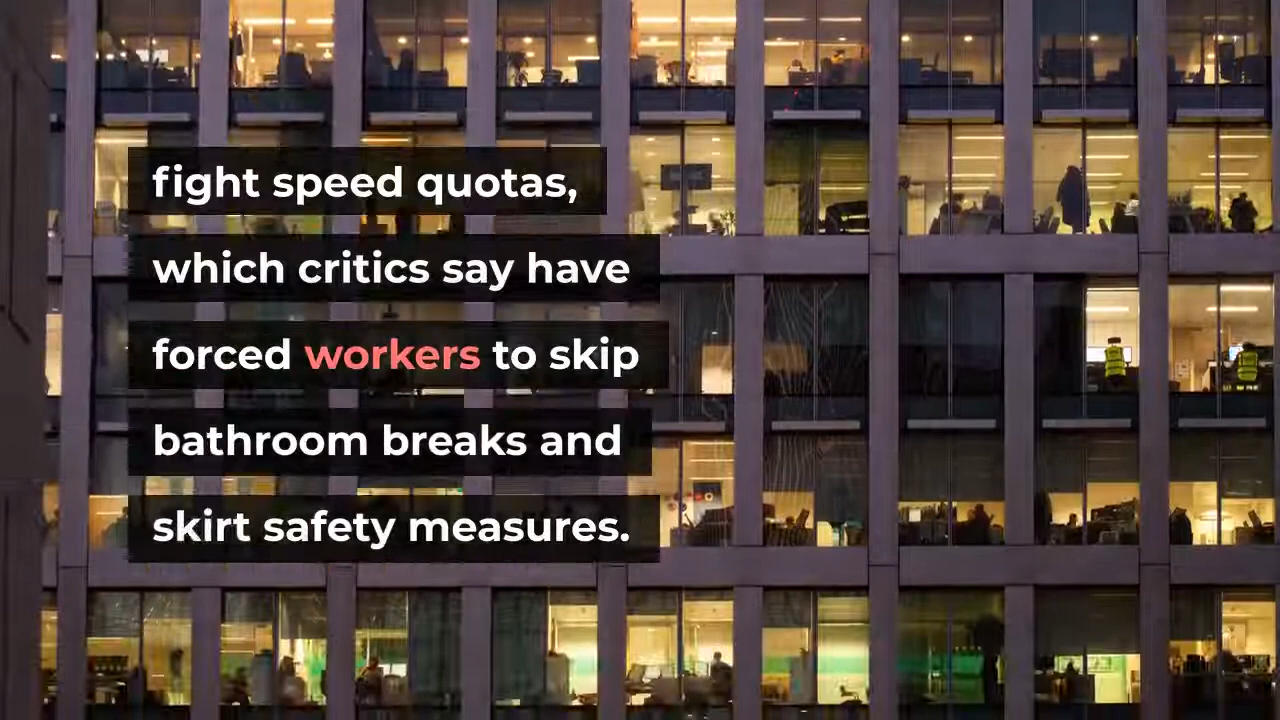 fight speed quotas,
which critics say have
forced workers to skip
bathroom breaks and
skirt safety measures.